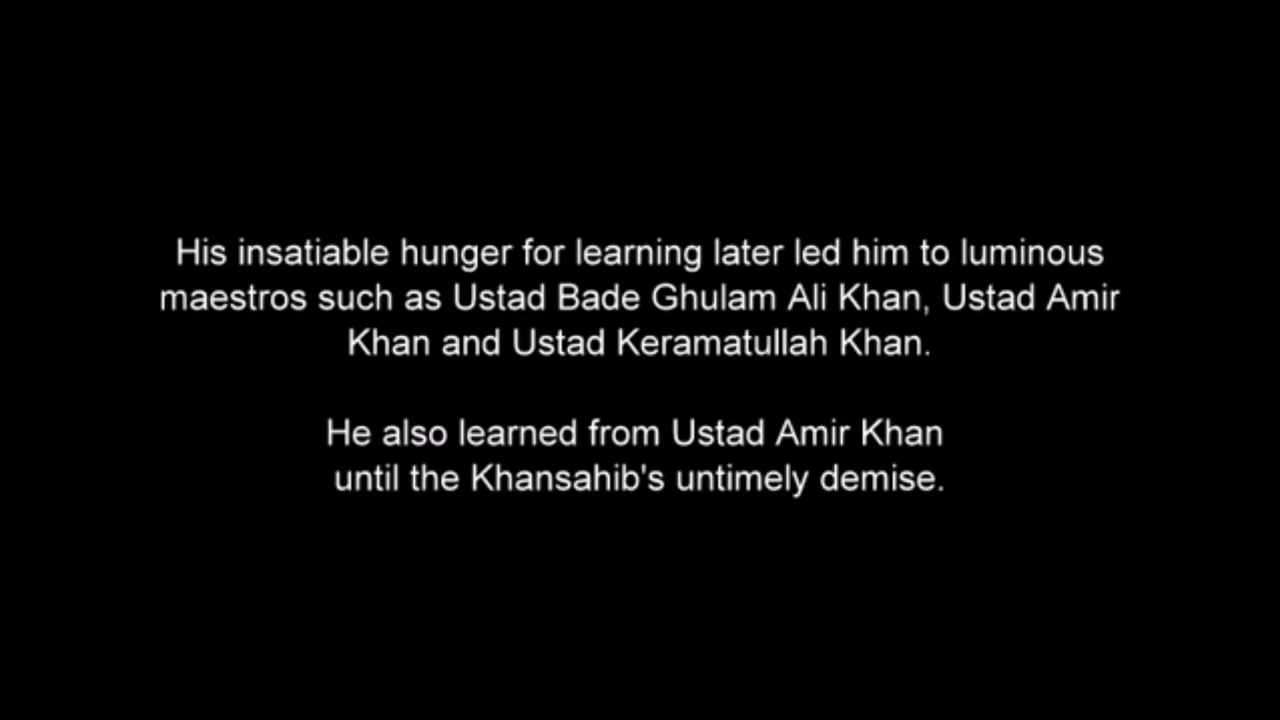 His insatiable hunger for learning later led him to luminous
maestros such as Ustad Bade Ghulam Ali Khan, Ustad Amir
Khan and Ustad Keramatullah Khan.
He also learned from Ustad Amir Khan
until the Khansahib's untimely demise.